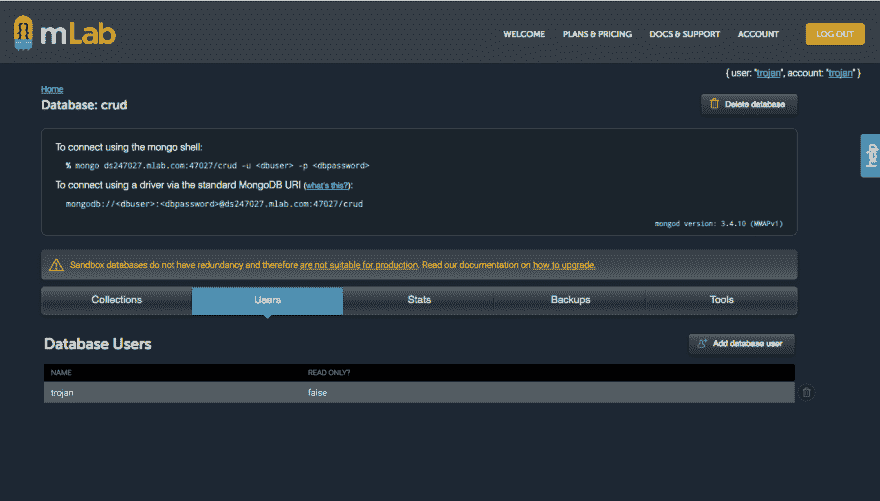 mLab
WELCOME PLANS & PRICING DOCS & SUPPORT ACCOUNT LOG OUT
{ user: "trojan", account: "trojan" }
Home
Database: crud
Delete database
To connect using the mongo shell:
% mongo ds247027.mlab.com:47027/crud -u <dbuser> -p <dbpassword>
To connect using a driver via the standard MongoDB URI (what's this?):
mongodb://<dbuser>:<dbpassword>@ds247027.mlab.com:47027/crud
mongod version: 3.4.10 (MMAPv1)
Sandbox databases do not have redundancy and therefore are not suitable for production. Read our documentation on how to upgrade.
Collections Users Stats Backups Tools
Database Users
Add database user
NAME READ ONLY?
trojan false